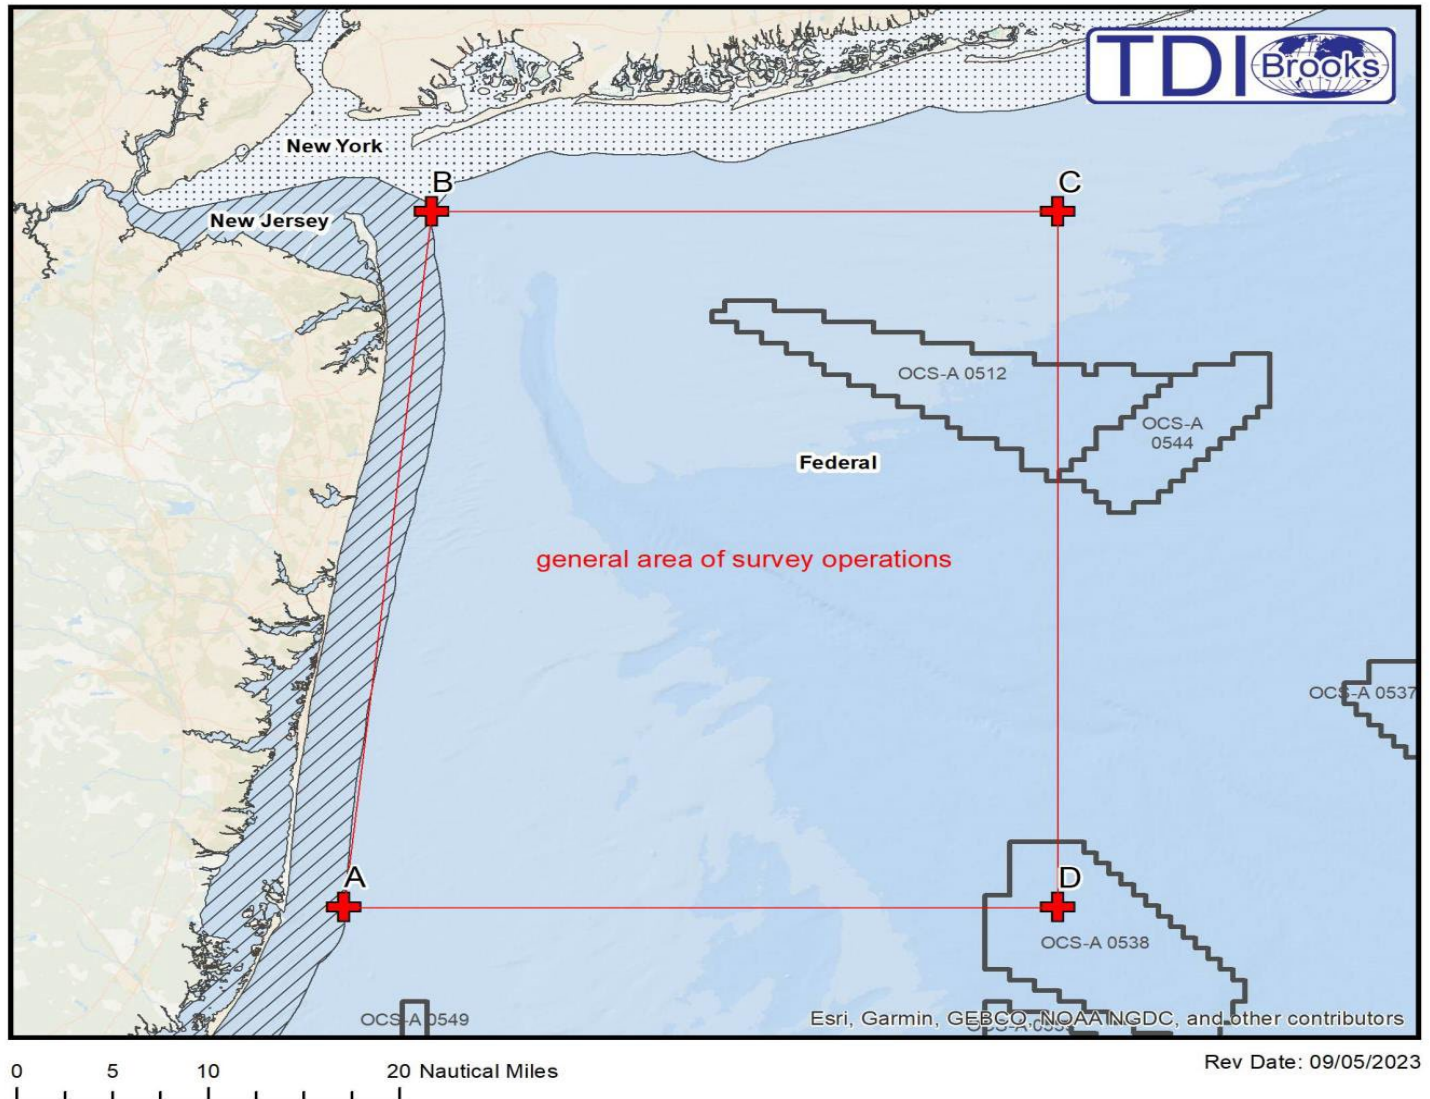 TDI
Brooks
New York
B
C
New Jersey
OCS-A 0512
OCS-A
0544
Federal
general area of survey operations
OCS-A 0537
A
D
OCS-A 0538
OCS-A 0549
Esri, Garmin, GEBCO, NOAA NGDC, and other contributors
0 5 10 20 Nautical Miles
Rev Date: 09/05/2023